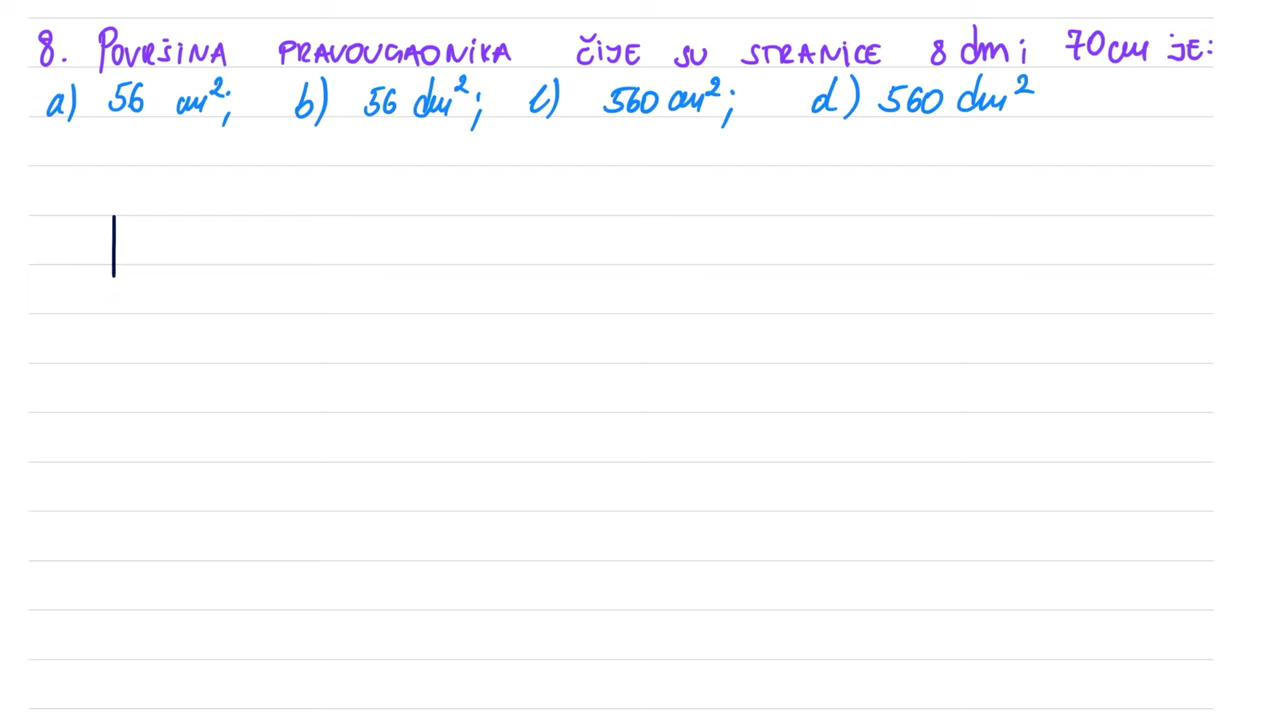 8. POVRŠINA PRAVOUGAONIKA ČIJE SU STRANICE 8 dm i 70 cm JE:
a) 56 cm²; b) 56 dm²; c) 560 cm²; d) 560 dm²